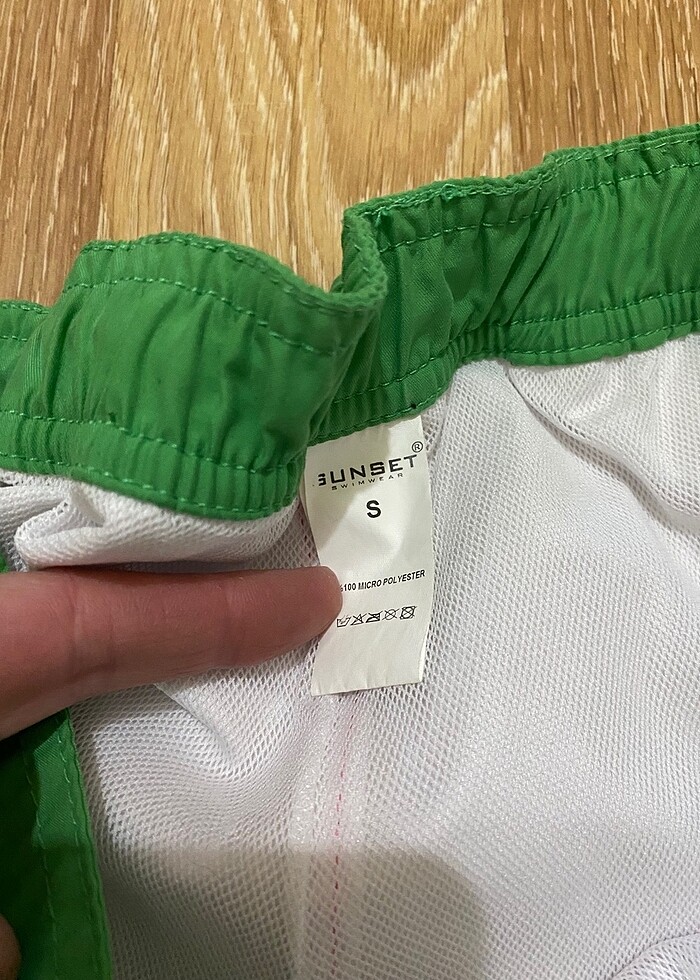 SUNSET®
SWIMWEAR
S
%100 MICRO POLYESTER